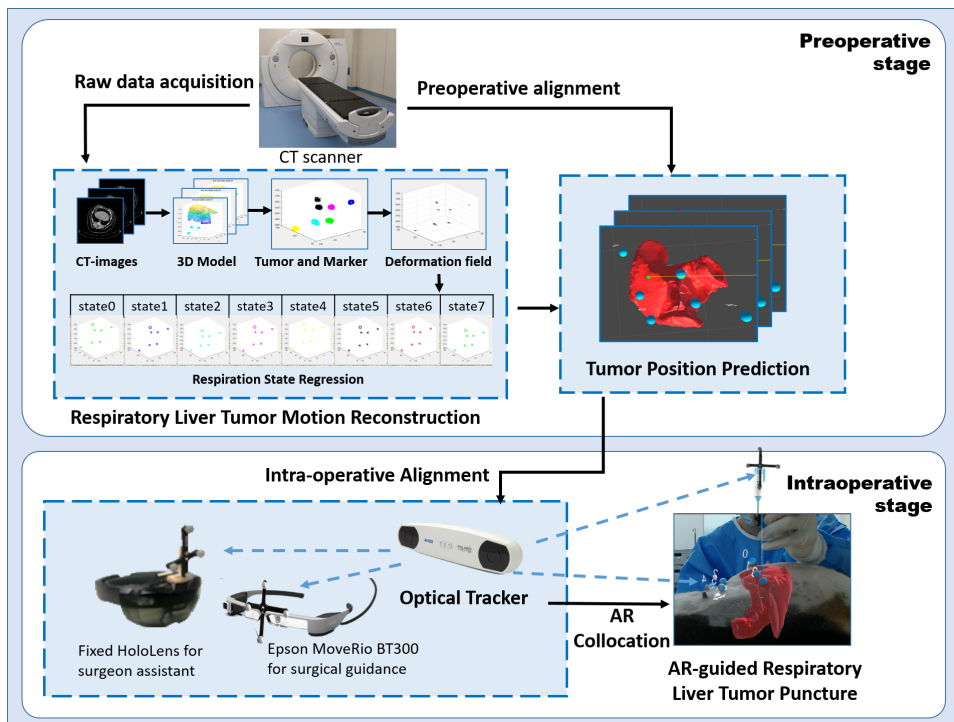 Preoperative
stage
Raw data acquisition
Preoperative alignment
CT scanner
CT-images
3D Model
Tumor and Marker
Deformation field
state0 state1 state2 state3 state4 state5 state6 state7
Respiration State Regression
Respiratory Liver Tumor Motion Reconstruction
Tumor Position Prediction
Intra-operative Alignment
Intraoperative
stage
Optical Tracker
AR
Collocation
Fixed HoloLens for
surgeon assistant
Epson MoveRio BT300
for surgical guidance
AR-guided Respiratory
Liver Tumor Puncture